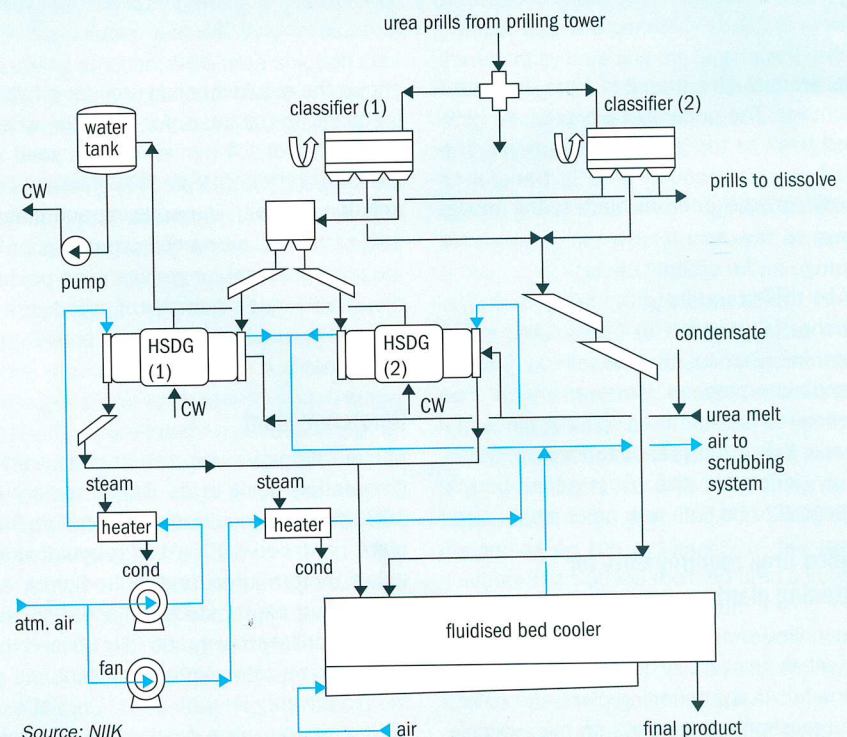 urea prills from prilling tower
classifier (1)
classifier (2)
water
tank
CW
prills to dissolve
pump
condensate
HSDG
(1)
HSDG
(2)
CW
CW
urea melt
air to
scrubbing
system
steam
steam
heater
heater
cond
cond
atm. air
fluidised bed cooler
fan
Source: NIIK
air
final product